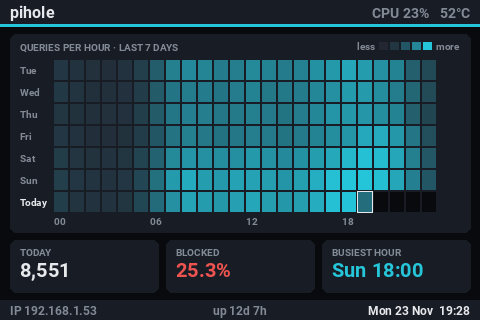 pihole CPU 23% 52°C
QUERIES PER HOUR · LAST 7 DAYS less more
Tue
Wed
Thu
Fri
Sat
Sun
Today
00 06 12 18
TODAY BLOCKED BUSIEST HOUR
8,551 25.3% Sun 18:00
IP 192.168.1.53 up 12d 7h Mon 23 Nov 19:28